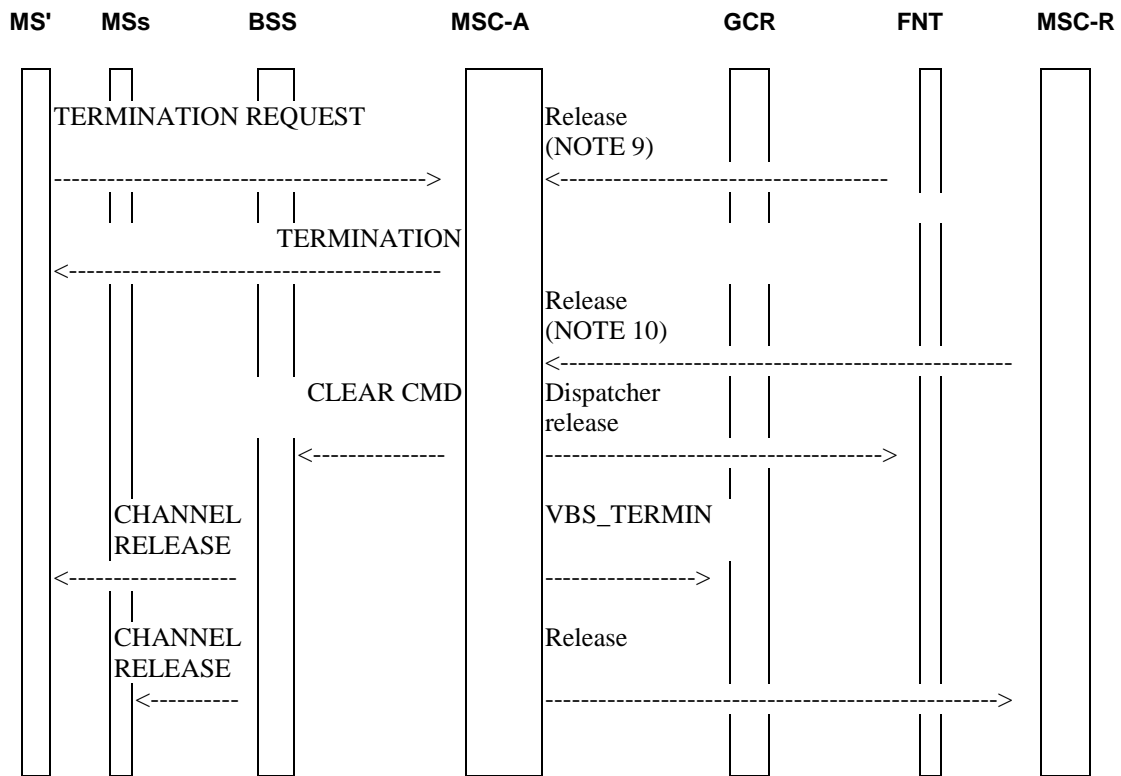 MS' MSs BSS MSC-A GCR FNT MSC-R
TERMINATION REQUEST Release
(NOTE 9)
TERMINATION
Release
(NOTE 10)
CLEAR CMD Dispatcher
release
CHANNEL VBS_TERMIN
RELEASE
CHANNEL Release
RELEASE